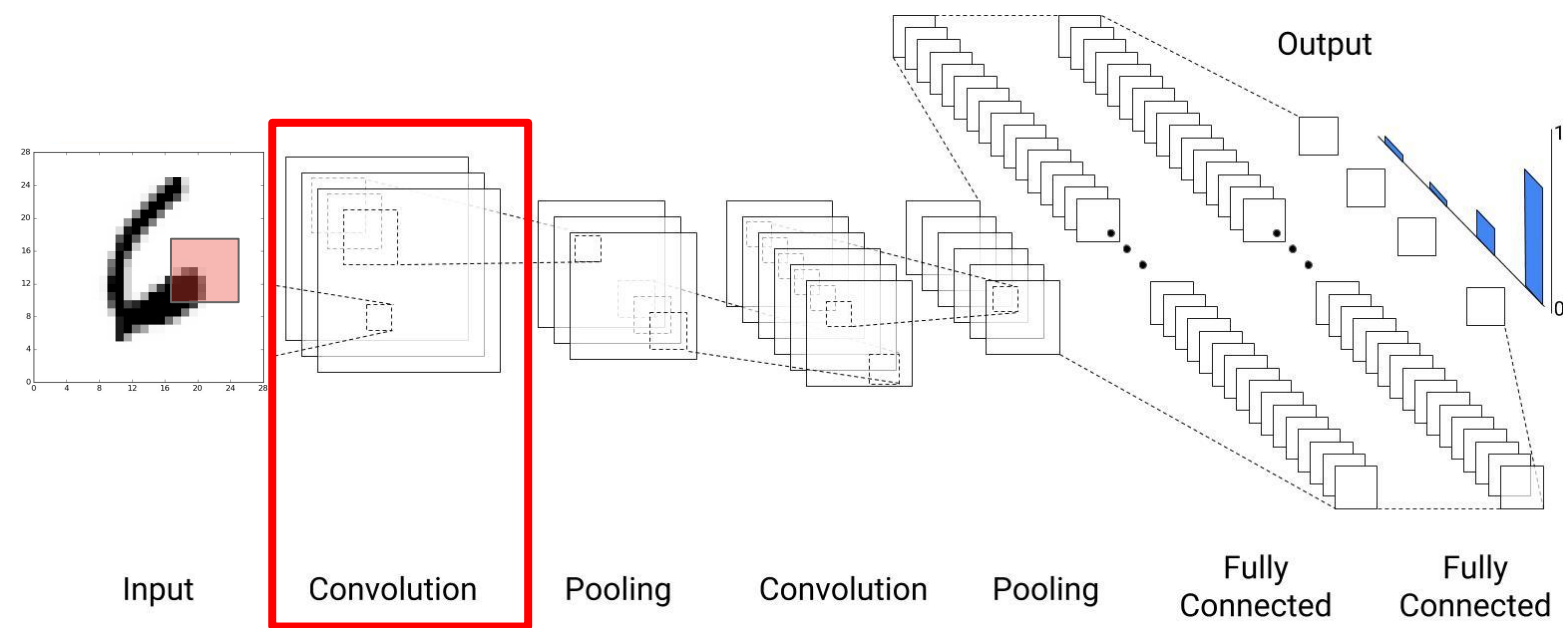 Output
1
0
28
24
20
16
12
8
4
0
0 4 8 12 16 20 24 28
Input
Convolution
Pooling
Convolution
Pooling
Fully
Connected
Fully
Connected